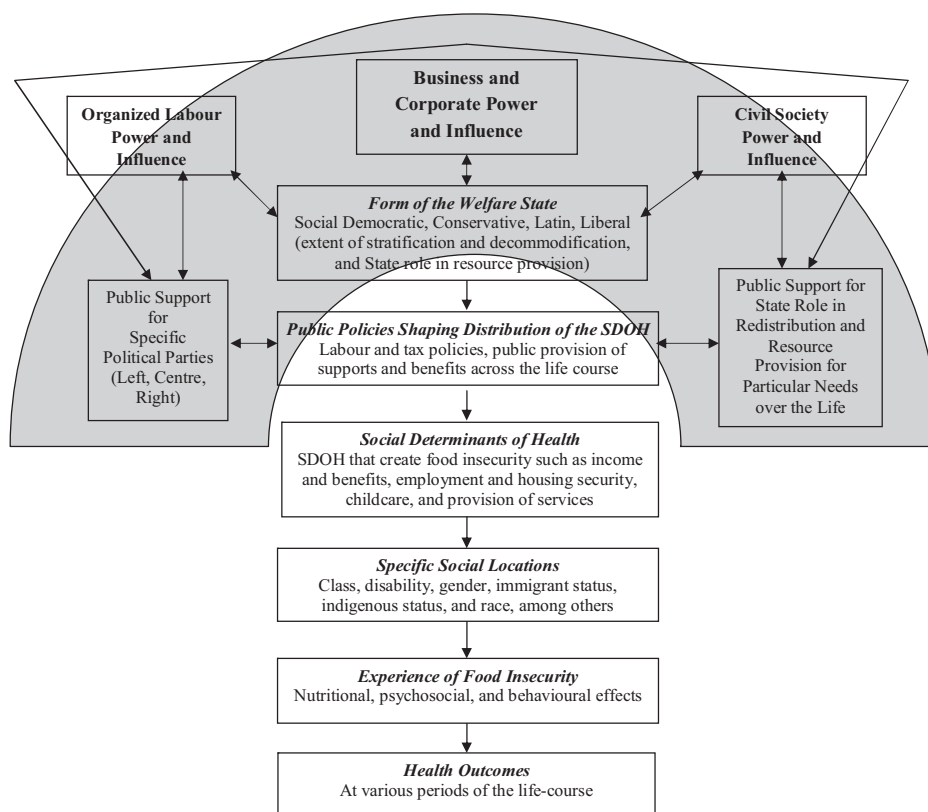 Business and
Corporate Power
and Influence
Organized Labour
Power and
Influence
Civil Society
Power and
Influence
Form of the Welfare State
Social Democratic, Conservative, Latin, Liberal
(extent of stratification and decommodification,
and State role in resource provision)
Public Support
for
Specific
Political Parties
(Left, Centre,
Right)
Public Policies Shaping Distribution of the SDOH
Labour and tax policies, public provision of
supports and benefits across the life course
Public Support for
State Role in
Redistribution and
Resource
Provision for
Particular Needs
over the Life
Social Determinants of Health
SDOH that create food insecurity such as income
and benefits, employment and housing security,
childcare, and provision of services
Specific Social Locations
Class, disability, gender, immigrant status,
indigenous status, and race, among others
Experience of Food Insecurity
Nutritional, psychosocial, and behavioural effects
Health Outcomes
At various periods of the life-course